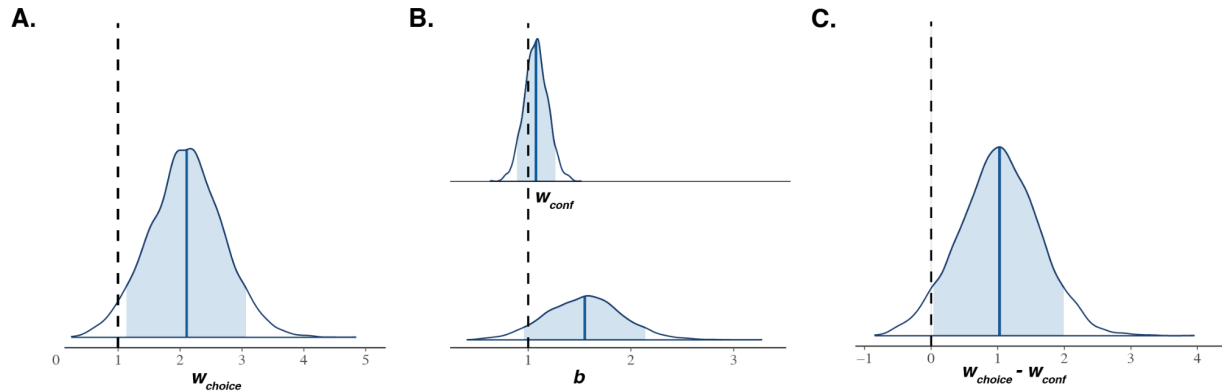 A.
B.
C.
w_conf
0 1 2 3 4 5
w_choice
1 2 3
b
−1 0 1 2 3 4
w_choice - w_conf